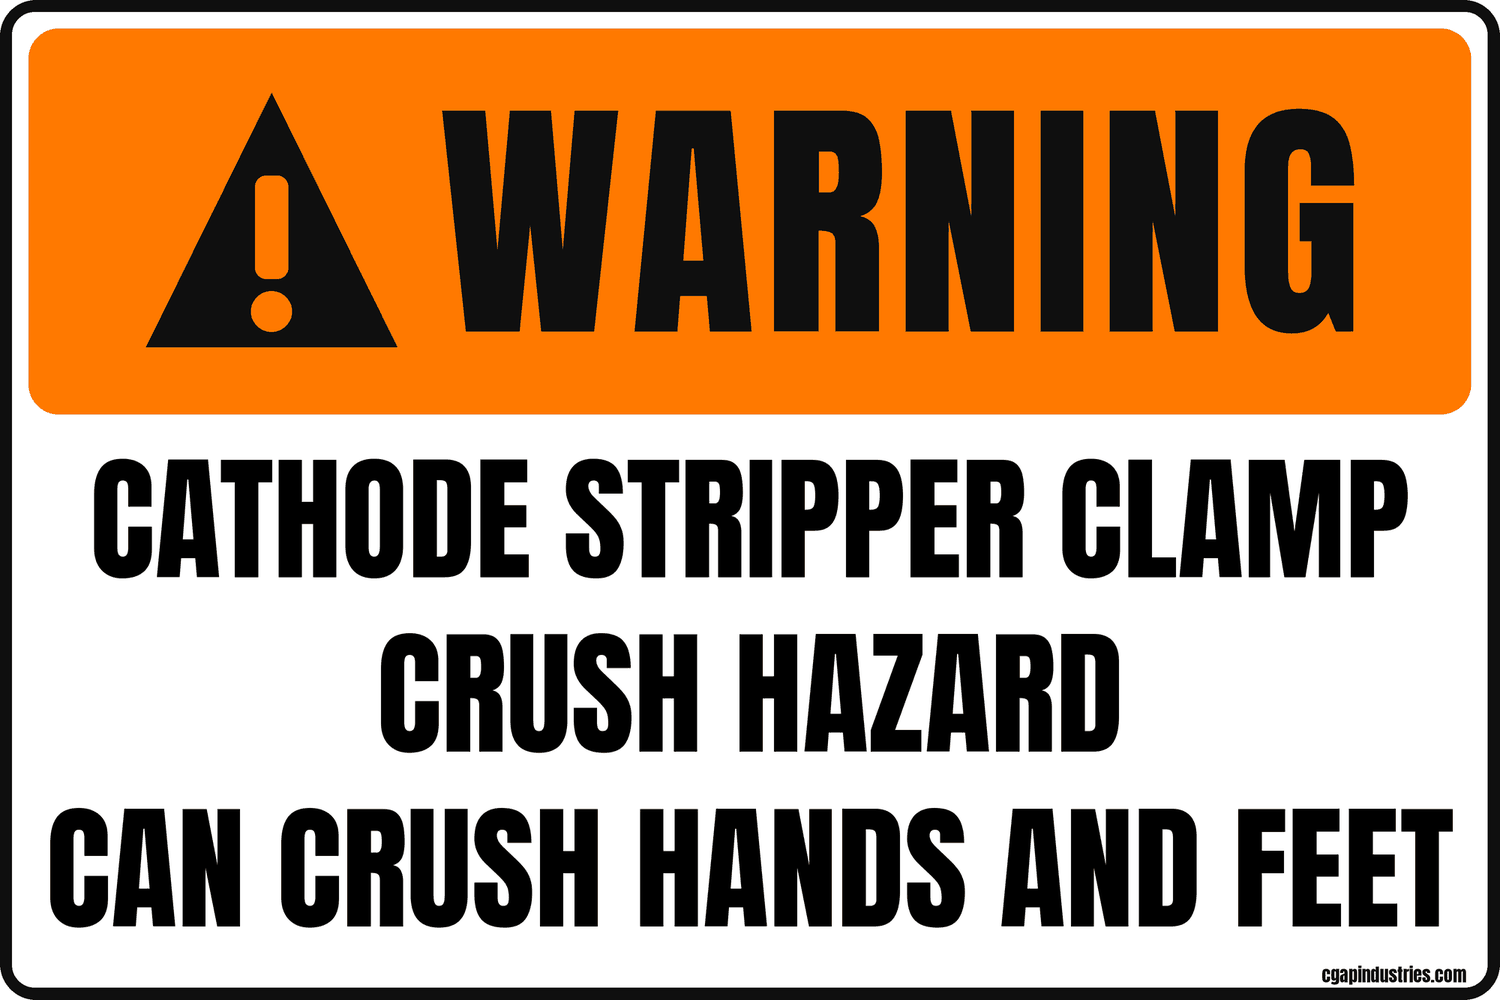 WARNING
CATHODE STRIPPER CLAMP
CRUSH HAZARD
CAN CRUSH HANDS AND FEET
cgapindustries.com